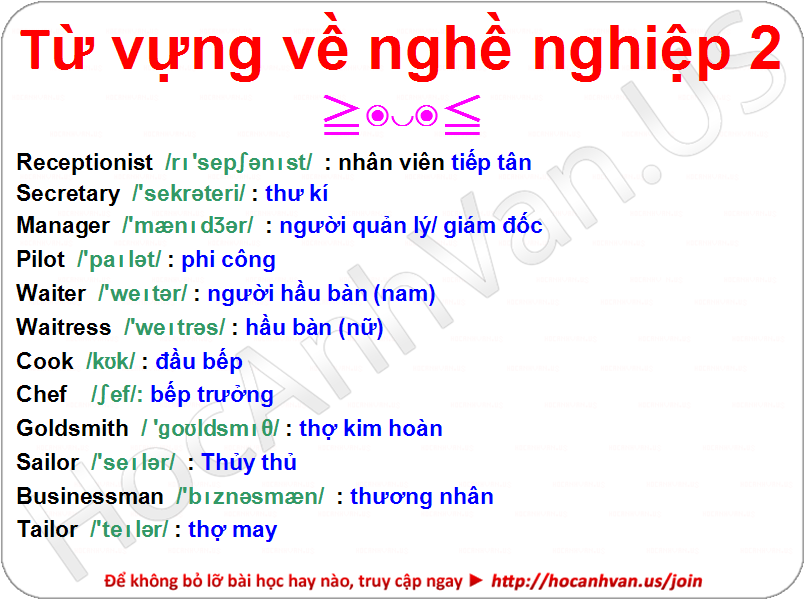 Từ vựng về nghề nghiệp 2
≧◉◡◉≦
Receptionist /rɪˈsepʃənɪst/ : nhân viên tiếp tân
Secretary /'sekrəteri/ : thư kí
Manager /'mænɪdʒər/ : người quản lý/ giám đốc
Pilot /'paɪlət/ : phi công
Waiter /'weɪtər/ : người hầu bàn (nam)
Waitress /'weɪtrəs/ : hầu bàn (nữ)
Cook /kʊk/ : đầu bếp
Chef /ʃef/: bếp trưởng
Goldsmith / 'goʊldsmɪθ/ : thợ kim hoàn
Sailor /'seɪlər/ : Thủy thủ
Businessman /'bɪznəsmæn/ : thương nhân
Tailor /'teɪlər/ : thợ may
HocAnhVan.US
Để không bỏ lỡ bài học hay nào, truy cập ngay ► http://hocanhvan.us/join